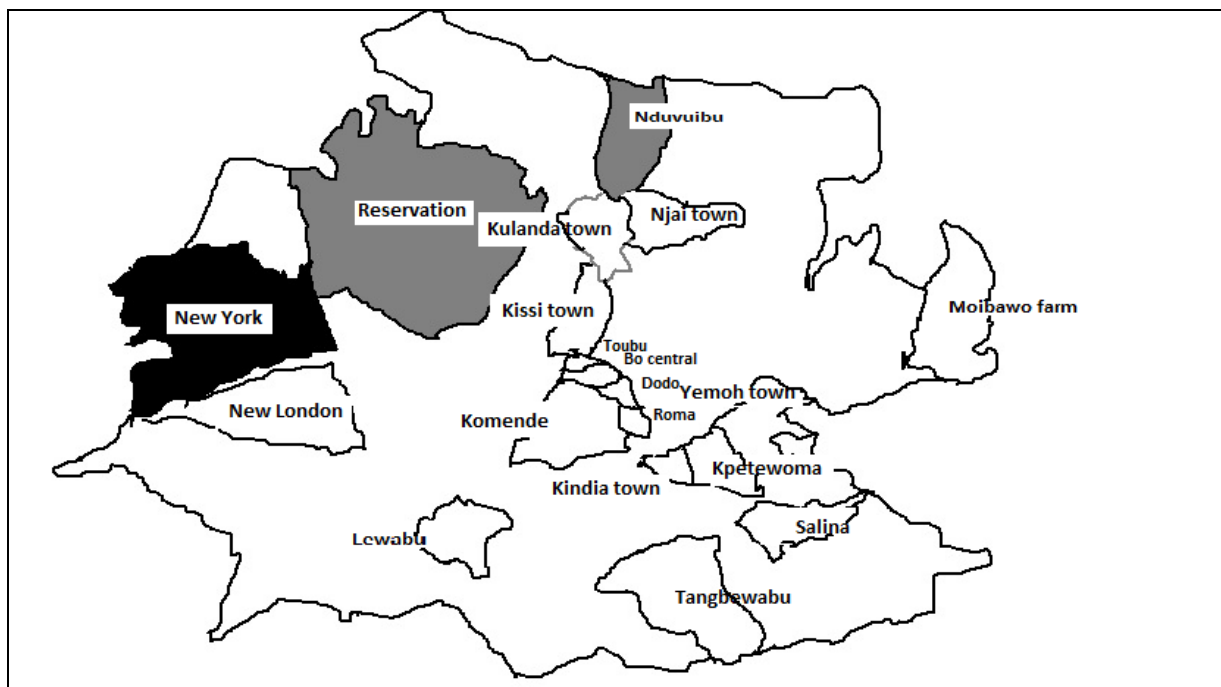 Nduvuibu
Reservation
Njai town
Kulanda town
Moibawo farm
Kissi town
New York
Toubu
Bo central
Dodo
Yemoh town
New London
Roma
Komende
Kpetewoma
Kindia town
Salina
Lewabu
Tangbewabu